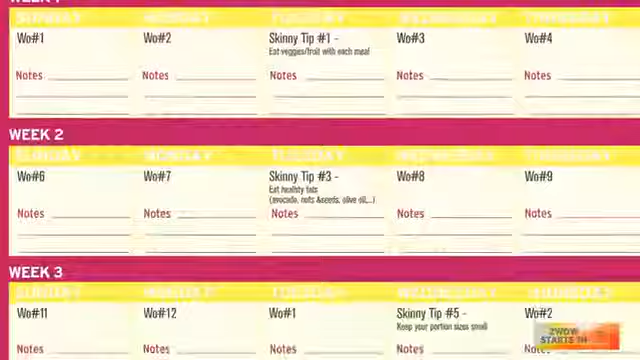 WEEK 1
SUNDAY MONDAY TUESDAY WEDNESDAY THURSDAY
Wo#1 Wo#2 Skinny Tip #1 - Wo#3 Wo#4
Eat veggies/fruit with each meal
Notes Notes Notes Notes Notes
WEEK 2
SUNDAY MONDAY TUESDAY WEDNESDAY THURSDAY
Wo#6 Wo#7 Skinny Tip #3 - Wo#8 Wo#9
Eat healthy fats
(avocado, nuts &seeds, olive oil,..)
Notes Notes Notes Notes Notes
WEEK 3
SUNDAY MONDAY TUESDAY WEDNESDAY THURSDAY
Wo#11 Wo#12 Wo#1 Skinny Tip #5 - Wo#2
Keep your portion sizes small
ZWOW
STARTS IN
Notes Notes Notes Notes Notes